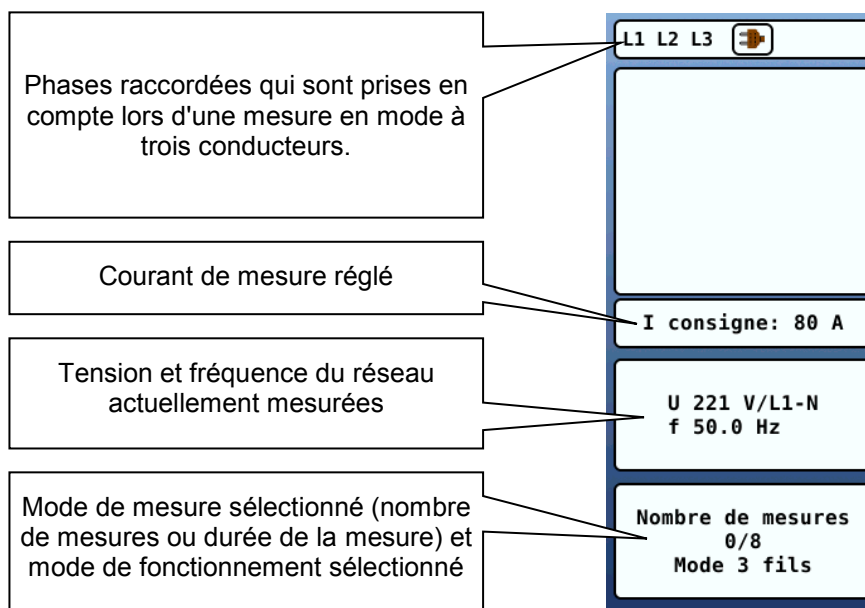 Phases raccordées qui sont prises en
compte lors d'une mesure en mode à
trois conducteurs.
L1 L2 L3
Courant de mesure réglé
I consigne: 80 A
Tension et fréquence du réseau
actuellement mesurées
U 221 V/L1-N
f 50.0 Hz
Mode de mesure sélectionné (nombre
de mesures ou durée de la mesure) et
mode de fonctionnement sélectionné
Nombre de mesures
0/8
Mode 3 fils